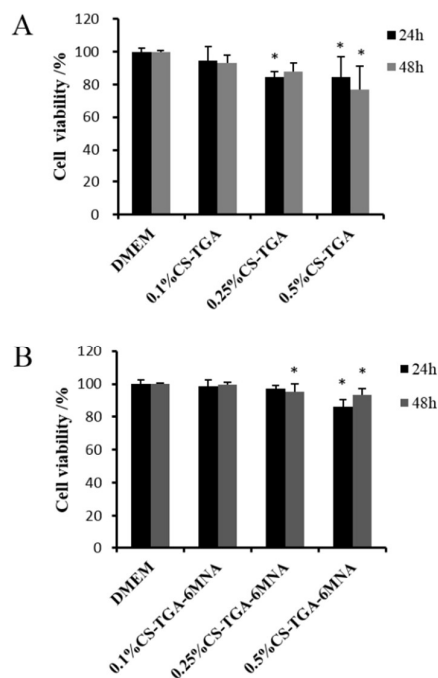 A
120
100
80
60
40
20
0
Cell viability /%
* * *
24h
48h
DMEM
0.1%CS-TGA
0.25%CS-TGA
0.5%CS-TGA
B
120
100
80
60
40
20
0
Cell viability /%
* * *
24h
48h
DMEM
0.1%CS-TGA-6MNA
0.25%CS-TGA-6MNA
0.5%CS-TGA-6MNA